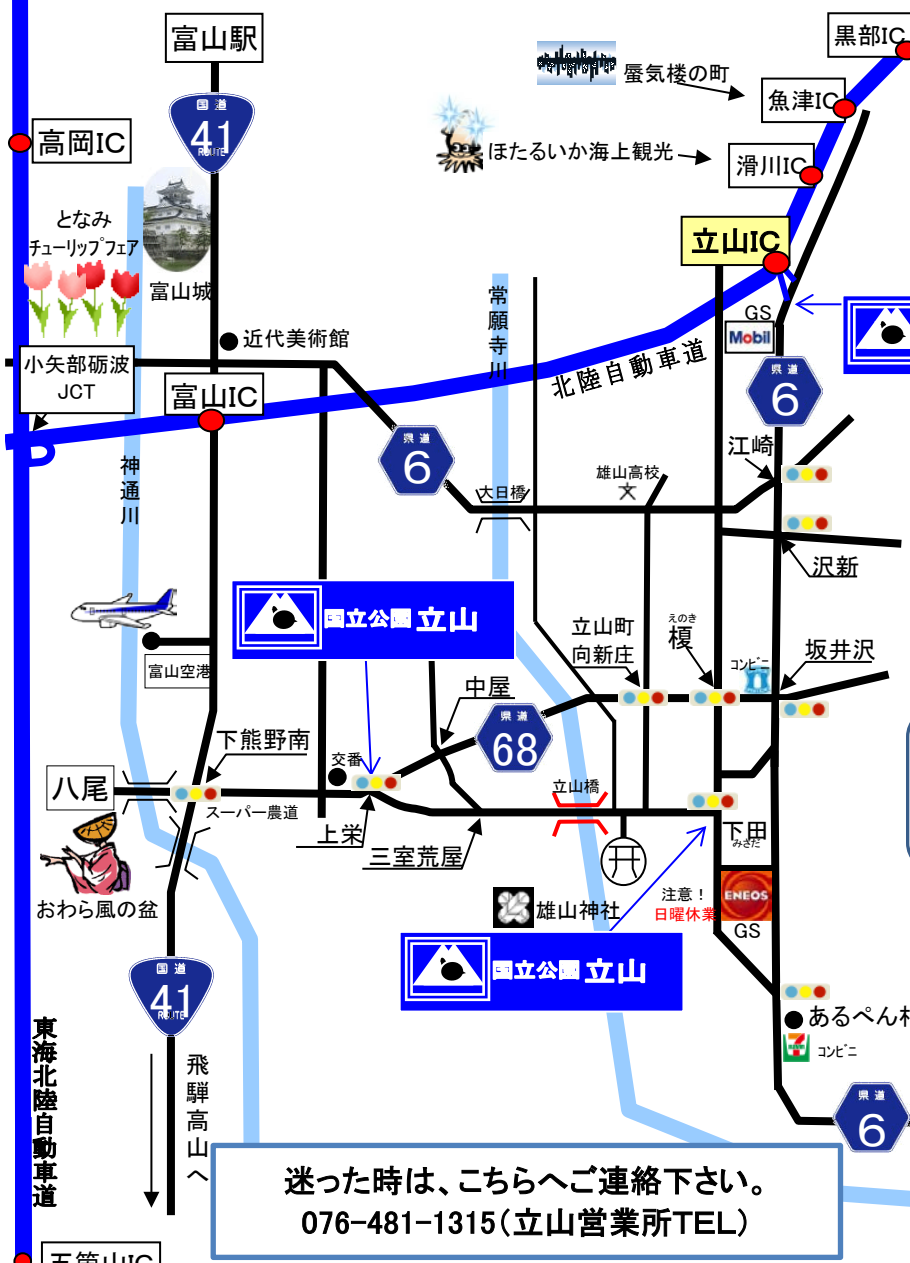 富山駅
黒部IC
蜃気楼の町
魚津IC
国道
41
ROUTE
高岡IC
ほたるいか海上観光
滑川IC
となみ
チューリップフェア
立山IC
富山城
常願寺川
GS
Mobil
近代美術館
北陸自動車道
小矢部砺波
JCT
富山IC
県道
6
県道
6
江崎
神通川
大日橋
雄山高校
文
沢新
国立公園 立山
立山町
向新庄
えのき
榎
コンビニ
坂井沢
富山空港
中屋
県道
68
下熊野南
交番
八尾
スーパー農道
上栄
立山橋
三室荒屋
下田
みさだ
おわら風の盆
雄山神社
注意!
日曜休業
ENEOS
GS
国立公園 立山
国道
41
ROUTE
あるぺん
コンビニ
東海北陸自動車道
飛騨高山へ
県道
6
迷った時は、こちらへご連絡下さい。
076-481-1315(立山営業所TEL)
五箇山IC